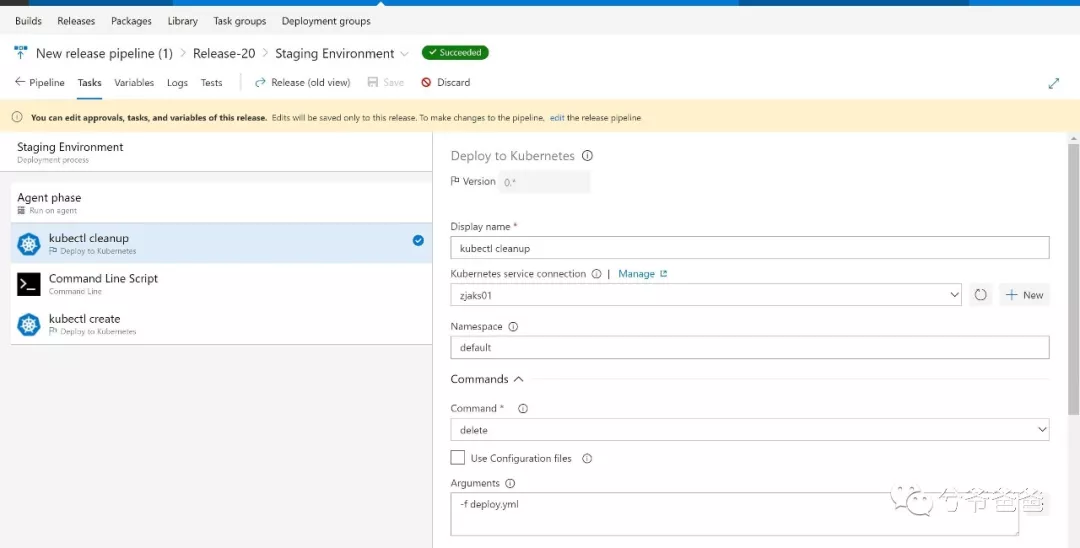 Builds Releases Packages Library Task groups Deployment groups
New release pipeline (1) > Release-20 > Staging Environment Succeeded
Pipeline Tasks Variables Logs Tests Release (old view) Save Discard
You can edit approvals, tasks, and variables of this release. Edits will be saved only to this release. To make changes to the pipeline, edit the release pipeline
Staging Environment
Deployment process
Agent phase
Run on agent
kubectl cleanup
Deploy to Kubernetes
Command Line Script
Command Line
kubectl create
Deploy to Kubernetes
Deploy to Kubernetes
Version 0.*
Display name *
kubectl cleanup
Kubernetes service connection | Manage
zjaks01
New
Namespace
default
Commands
Command *
delete
Use Configuration files
Arguments
-f deploy.yml
兮爷爸爸